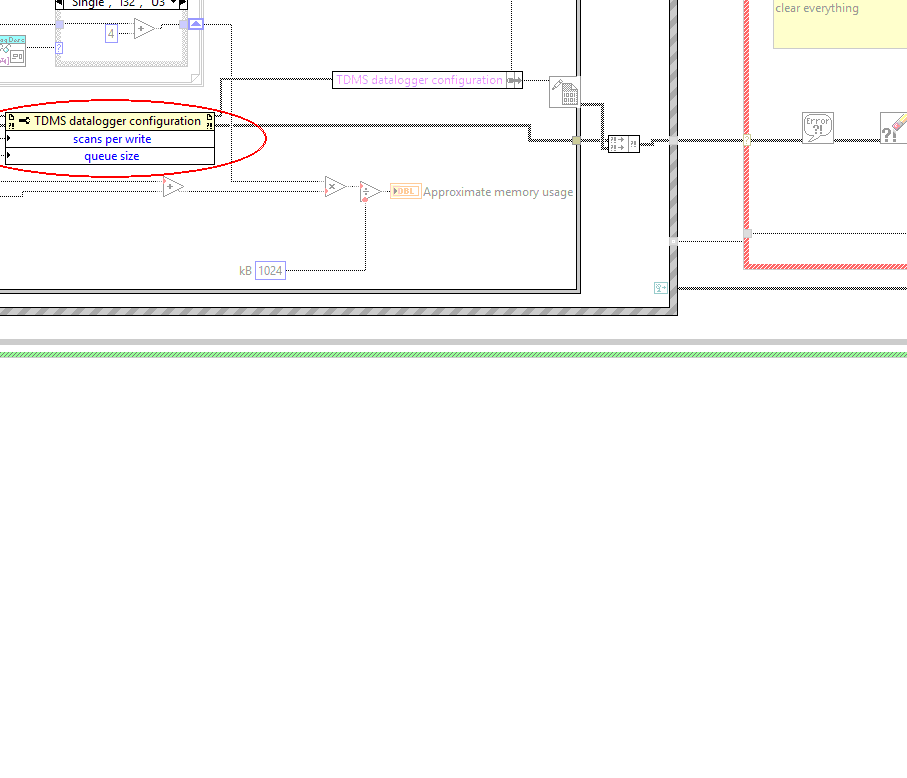 Single", "I32", "U3
clear everything
4
?
TDMS datalogger configuration
TDMS datalogger configuration
scans per write
queue size
Error
?!
?!
DBL
Approximate memory usage
kB 1024